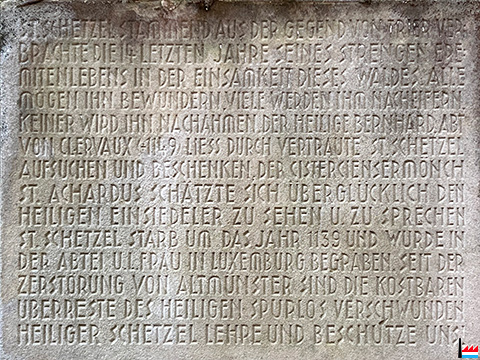 ST. SCHETZEL STAMMEND AUS DER GEGEND VON TRIER VER
BRACHTE DIE 14 LETZTEN JAHRE SEINES STRENGEN ERE
MITENLEBENS IN DER EINSAMKEIT DIESES WALDES. ALLE
MÖGEN IHN BEWUNDERN, VIELE WERDEN IHM NACHEIFERN,
KEINER WIRD IHN NACHAHMEN. DER HEILIGE BERNHARD, ABT
VON CLERVAUX (+1149) LIESS DURCH VERTRAUTE ST. SCHETZEL
AUFSUCHEN UND BESCHENKEN. DER CISTERCIENSERMÖNCH
ST. ACHARDUS SCHÄTZTE SICH ÜBERGLÜCKLICH DEN
HEILIGEN EINSIEDELER ZU SEHEN U. ZU SPRECHEN
ST. SCHETZEL STARB UM DAS JAHR 1139 UND WURDE IN
DER ABTEI U.L.FRAU IN LUXEMBURG BEGRABEN. SEIT DER
ZERSTÖRUNG VON ALTMÜNSTER SIND DIE KOSTBAREN
ÜBERRESTE DES HEILIGEN SPURLOS VERSCHWUNDEN
HEILIGER SCHETZEL LEHRE UND BESCHÜTZE UNS!